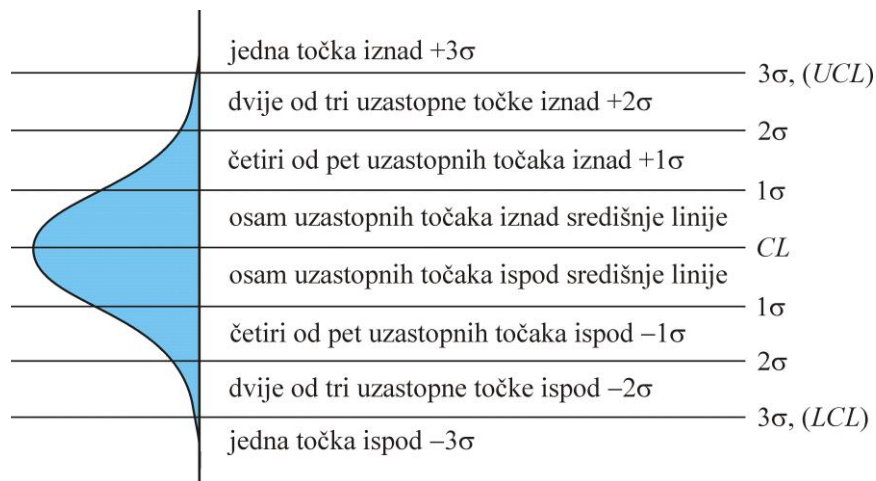 jedna točka iznad +3σ
3σ, (UCL)
dvije od tri uzastopne točke iznad +2σ
2σ
četiri od pet uzastopnih točaka iznad +1σ
1σ
osam uzastopnih točaka iznad središnje linije
CL
osam uzastopnih točaka ispod središnje linije
1σ
četiri od pet uzastopnih točaka ispod –1σ
2σ
dvije od tri uzastopne točke ispod –2σ
3σ, (LCL)
jedna točka ispod –3σ